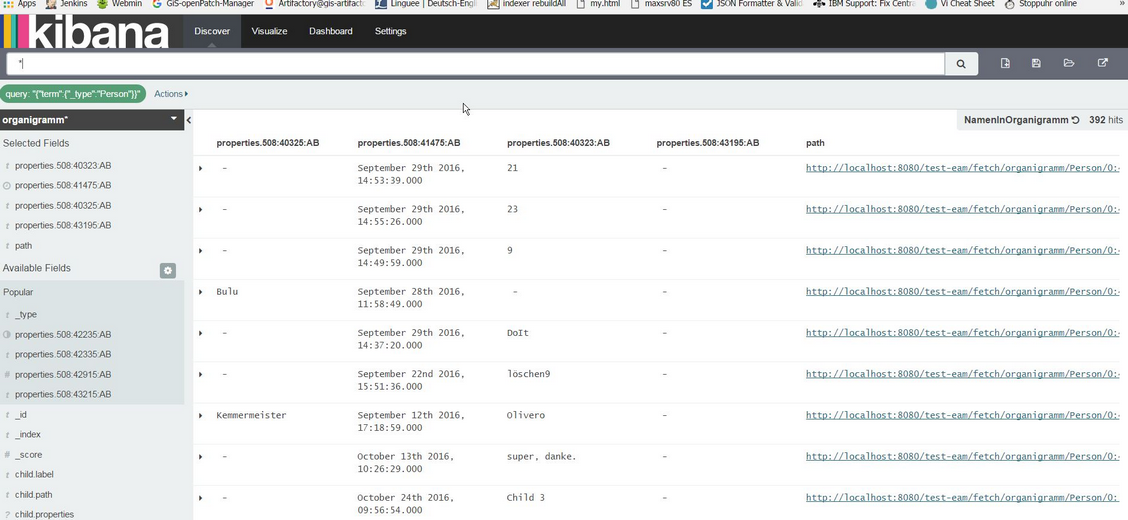 Apps Jenkins Webmin GIS-openPatch-Manager Artifactory@gis-artifact Linguee | Deutsch-Engl indexer rebuildAll my.html maxsrv80 ES JSON Formatter & Valid IBM Support: Fix Centra Vi Cheat Sheet Stoppuhr online »
kibana Discover Visualize Dashboard Settings
*
query: "{"term":{"_type":"Person"}}" Actions
organigramm*
NamenInOrganigramm 392 hits
Selected Fields
t properties.508:40323:AB
properties.508:41475:AB
t properties.508:40325:AB
t properties.508:43195:AB
t path
Available Fields
Popular
t _type
properties.508:42235:AB
t properties.508:42335:AB
# properties.508:42915:AB
t properties.508:43215:AB
t _id
t _index
# _score
t child.label
t child.path
? child.properties
properties.508:40325:AB properties.508:41475:AB properties.508:40323:AB properties.508:43195:AB path
– September 29th 2016, 21 – http://localhost:8080/test-eam/fetch/organigramm/Person/0:
14:53:39.000
– September 29th 2016, 23 – http://localhost:8080/test-eam/fetch/organigramm/Person/0:
14:55:26.000
– September 29th 2016, 9 – http://localhost:8080/test-eam/fetch/organigramm/Person/0:
14:49:59.000
Bulu September 28th 2016, – – http://localhost:8080/test-eam/fetch/organigramm/Person/0:
11:58:49.000
– September 29th 2016, DoIt – http://localhost:8080/test-eam/fetch/organigramm/Person/0:
14:37:20.000
– September 22nd 2016, löschen9 – http://localhost:8080/test-eam/fetch/organigramm/Person/0:
15:51:36.000
Kemmermeister September 12th 2016, Olivero – http://localhost:8080/test-eam/fetch/organigramm/Person/0:
17:18:59.000
– October 13th 2016, super, danke. – http://localhost:8080/test-eam/fetch/organigramm/Person/0:
10:26:29.000
– October 24th 2016, Child 3 – http://localhost:8080/test-eam/fetch/organigramm/Person/0:
09:56:54.000